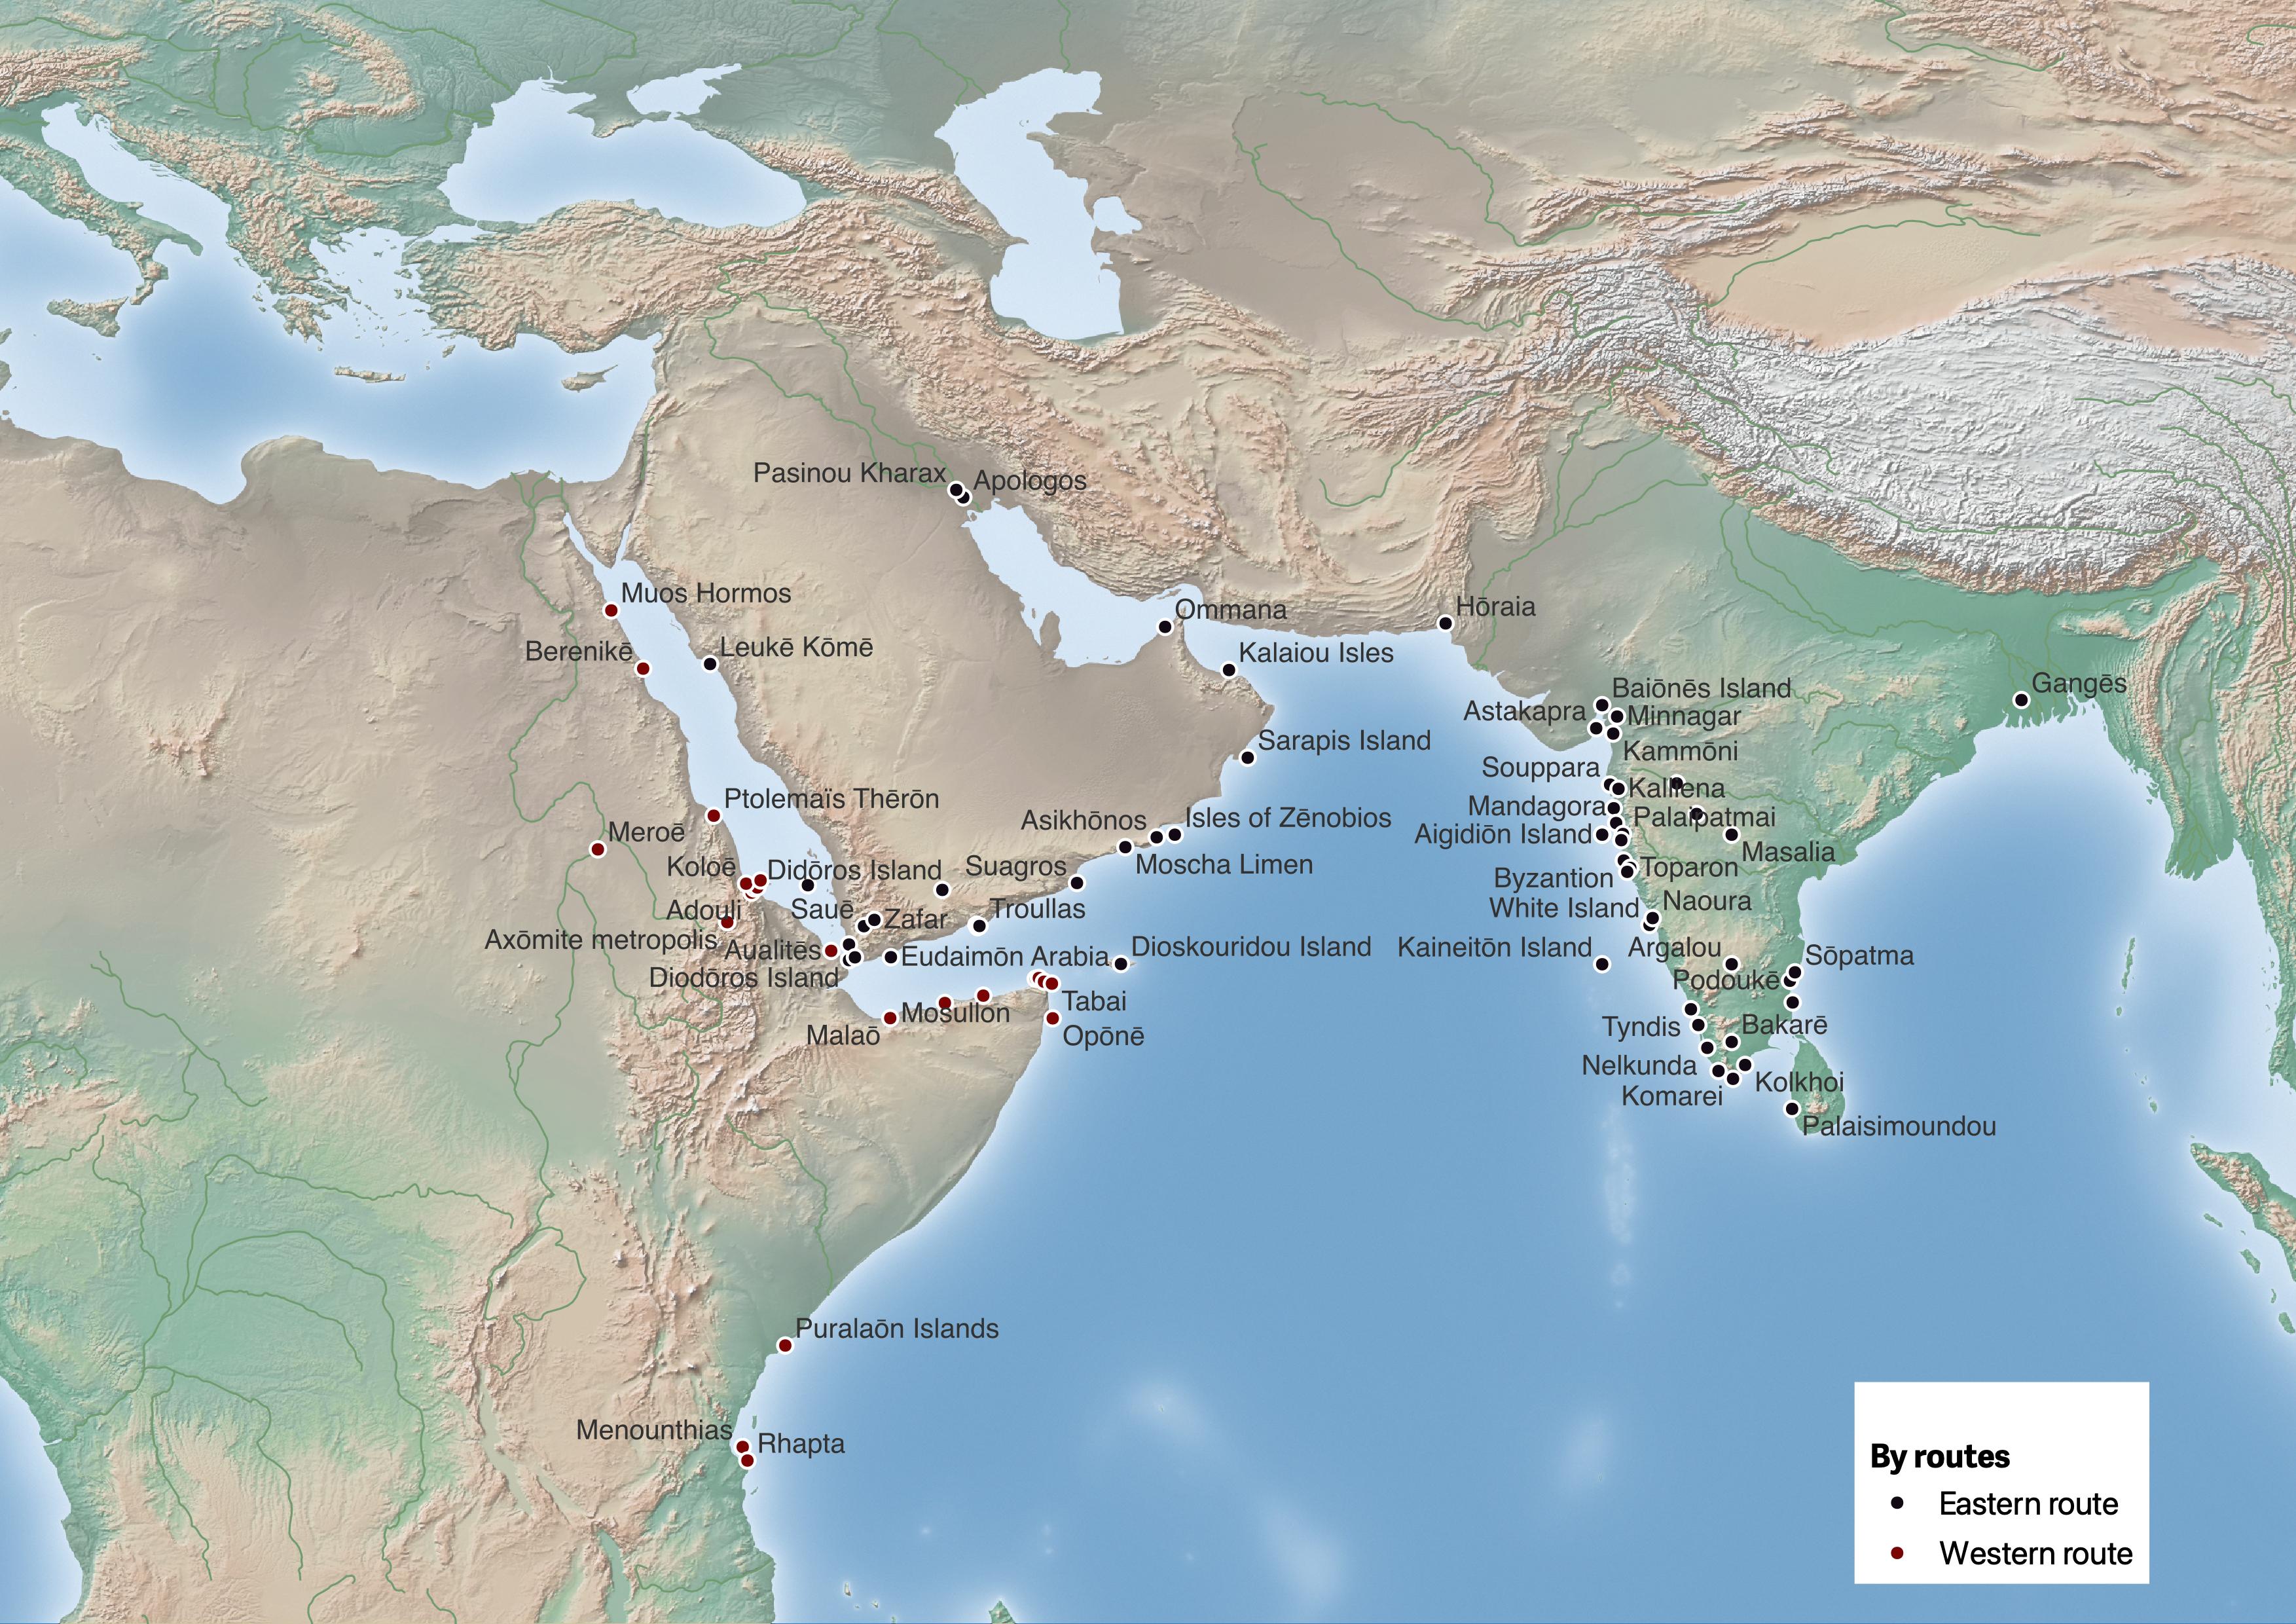 Pasinou Kharax
Apologos
Muos Hormos
Ommana
Hōraia
Berenikē
Leukē Kōmē
Kalaiou Isles
Baiōnēs Island
Gangēs
Astakapra
Minnagar
Sarapis Island
Kammōni
Souppara
Kalliena
Ptolemaïs Thērōn
Mandagora
Palaipatmai
Asikhōnos
Isles of Zēnobios
Aigidiōn Island
Meroē
Masalia
Koloē
Didōros Island
Suagros
Moscha Limen
Toparon
Byzantion
Adouli
Sauē
Zafar
Troullas
White Island
Naoura
Axōmite metropolis
Aualitēs
Eudaimōn Arabia
Dioskouridou Island
Kaineitōn Island
Argalou
Sōpatma
Diodōros Island
Podoukē
Tabai
Mosullon
Malaō
Opōnē
Tyndis
Bakarē
Nelkunda
Kolkhoi
Komarei
Palaisimoundou
Puralaōn Islands
Menounthias
Rhapta
By routes
Eastern route
Western route